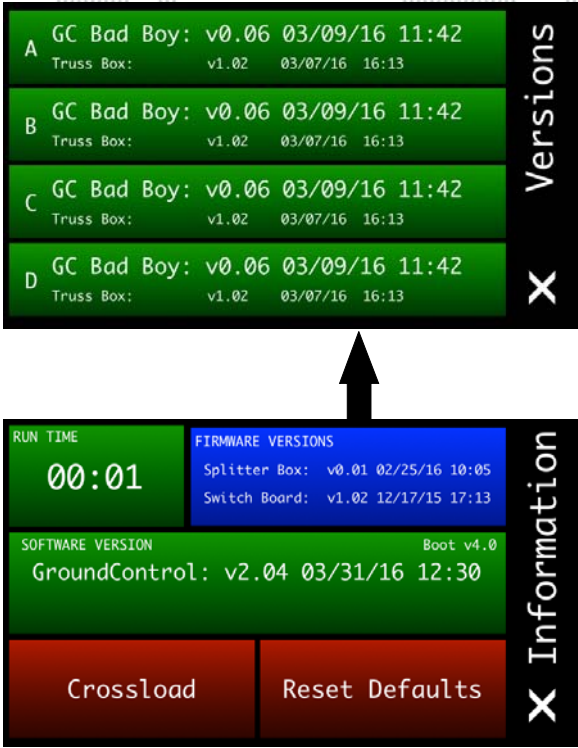 A GC Bad Boy: v0.06 03/09/16 11:42
Truss Box: v1.02 03/07/16 16:13
B GC Bad Boy: v0.06 03/09/16 11:42
Truss Box: v1.02 03/07/16 16:13
C GC Bad Boy: v0.06 03/09/16 11:42
Truss Box: v1.02 03/07/16 16:13
D GC Bad Boy: v0.06 03/09/16 11:42
Truss Box: v1.02 03/07/16 16:13
X Versions
RUN TIME
00:01
FIRMWARE VERSIONS
Splitter Box: v0.01 02/25/16 10:05
Switch Board: v1.02 12/17/15 17:13
SOFTWARE VERSION Boot v4.0
GroundControl: v2.04 03/31/16 12:30
Crossload
Reset Defaults
X Information